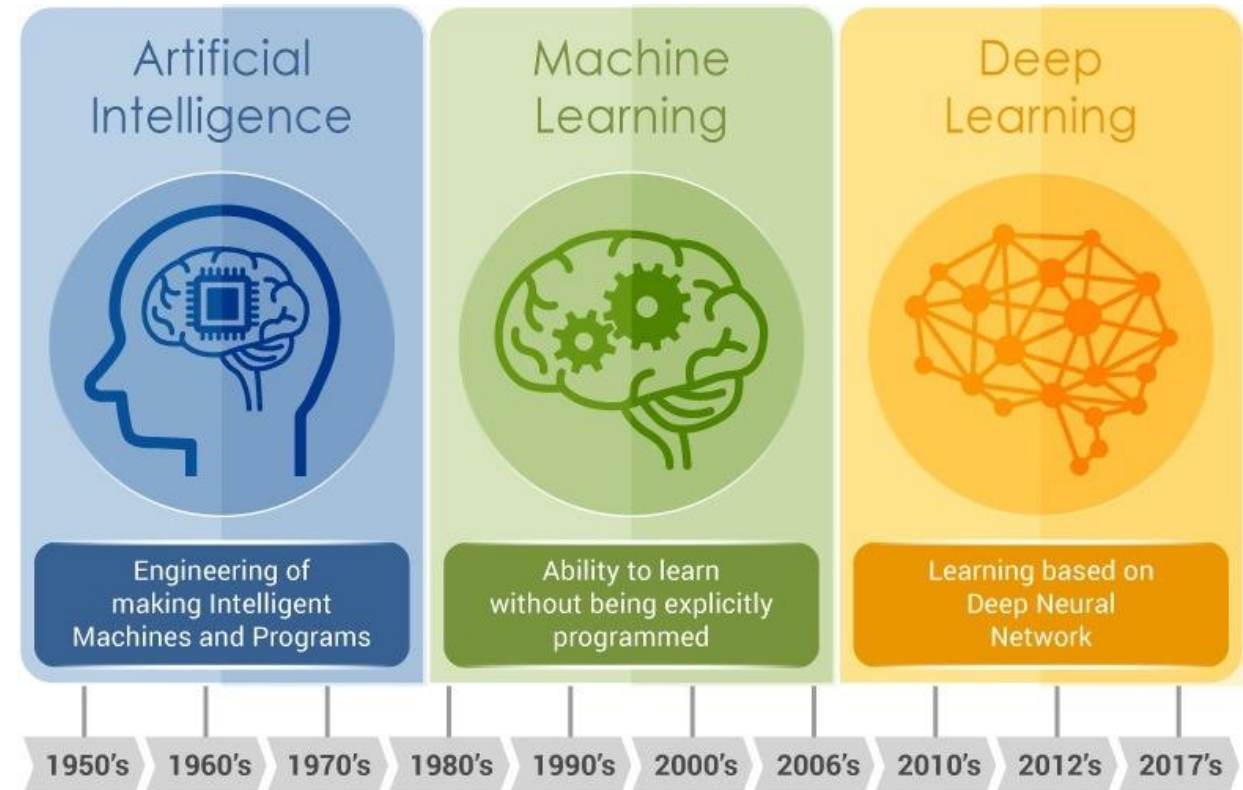 Artificial
Intelligence
Machine
Learning
Deep
Learning
Engineering of
making Intelligent
Machines and Programs
Ability to learn
without being explicitly
programmed
Learning based on
Deep Neural
Network
1950's 1960's 1970's 1980's 1990's 2000's 2006's 2010's 2012's 2017's